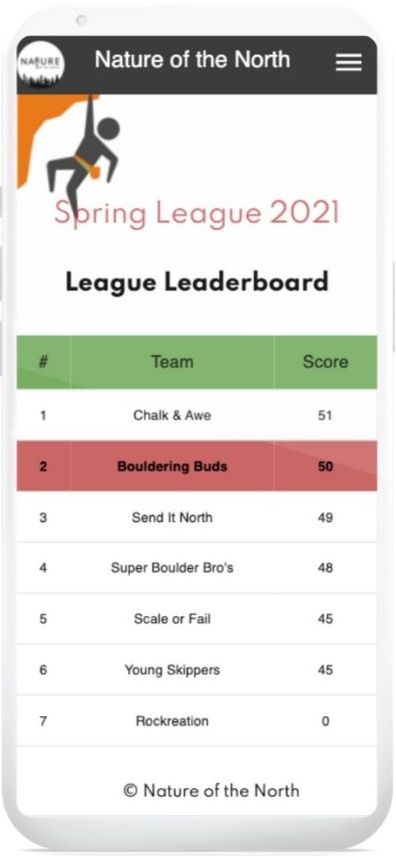 NATURE
Nature of the North
Spring League 2021
League Leaderboard
# Team Score
1 Chalk & Awe 51
2 Bouldering Buds 50
3 Send It North 49
4 Super Boulder Bro's 48
5 Scale or Fail 45
6 Young Skippers 45
7 Rockreation 0
© Nature of the North